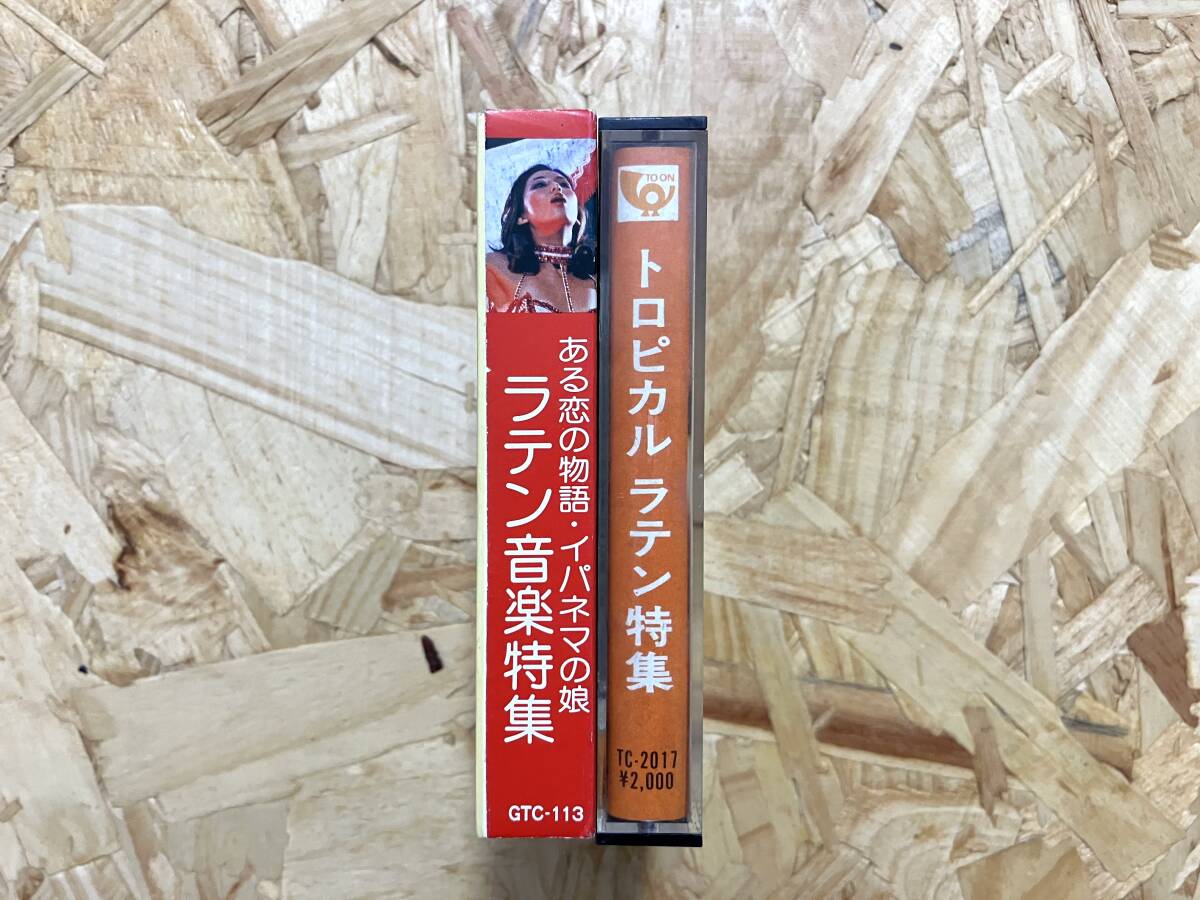 ある恋の物語・イパネマの娘
ラテン音楽特集
GTC-113
TO ON
トロピカル ラテン特集
TC-2017
¥2,000